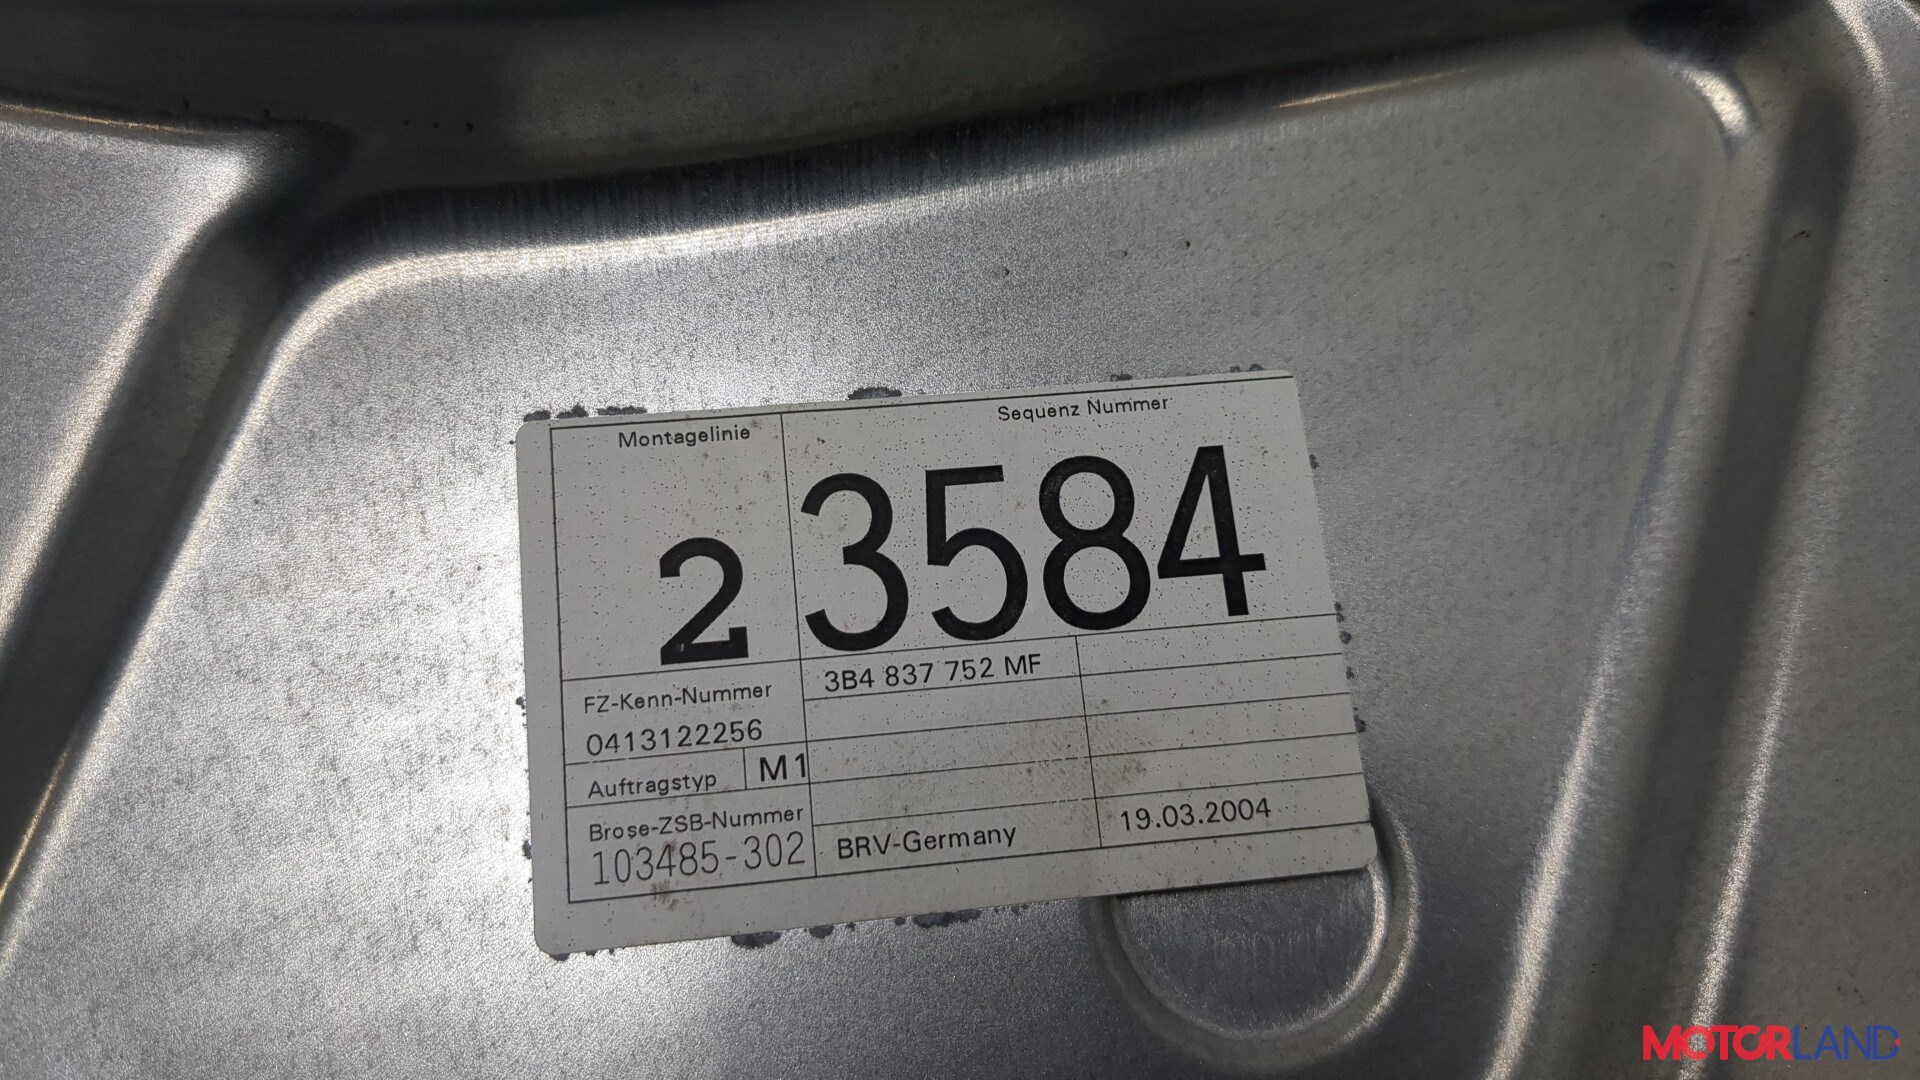 Montagelinie
Sequenz Nummer
2
3584
FZ-Kenn-Nummer
0413122256
3B4 837 752 MF
Auftragstyp M1
Brose-ZSB-Nummer
103485-302
BRV-Germany
19.03.2004
MOTORLAND